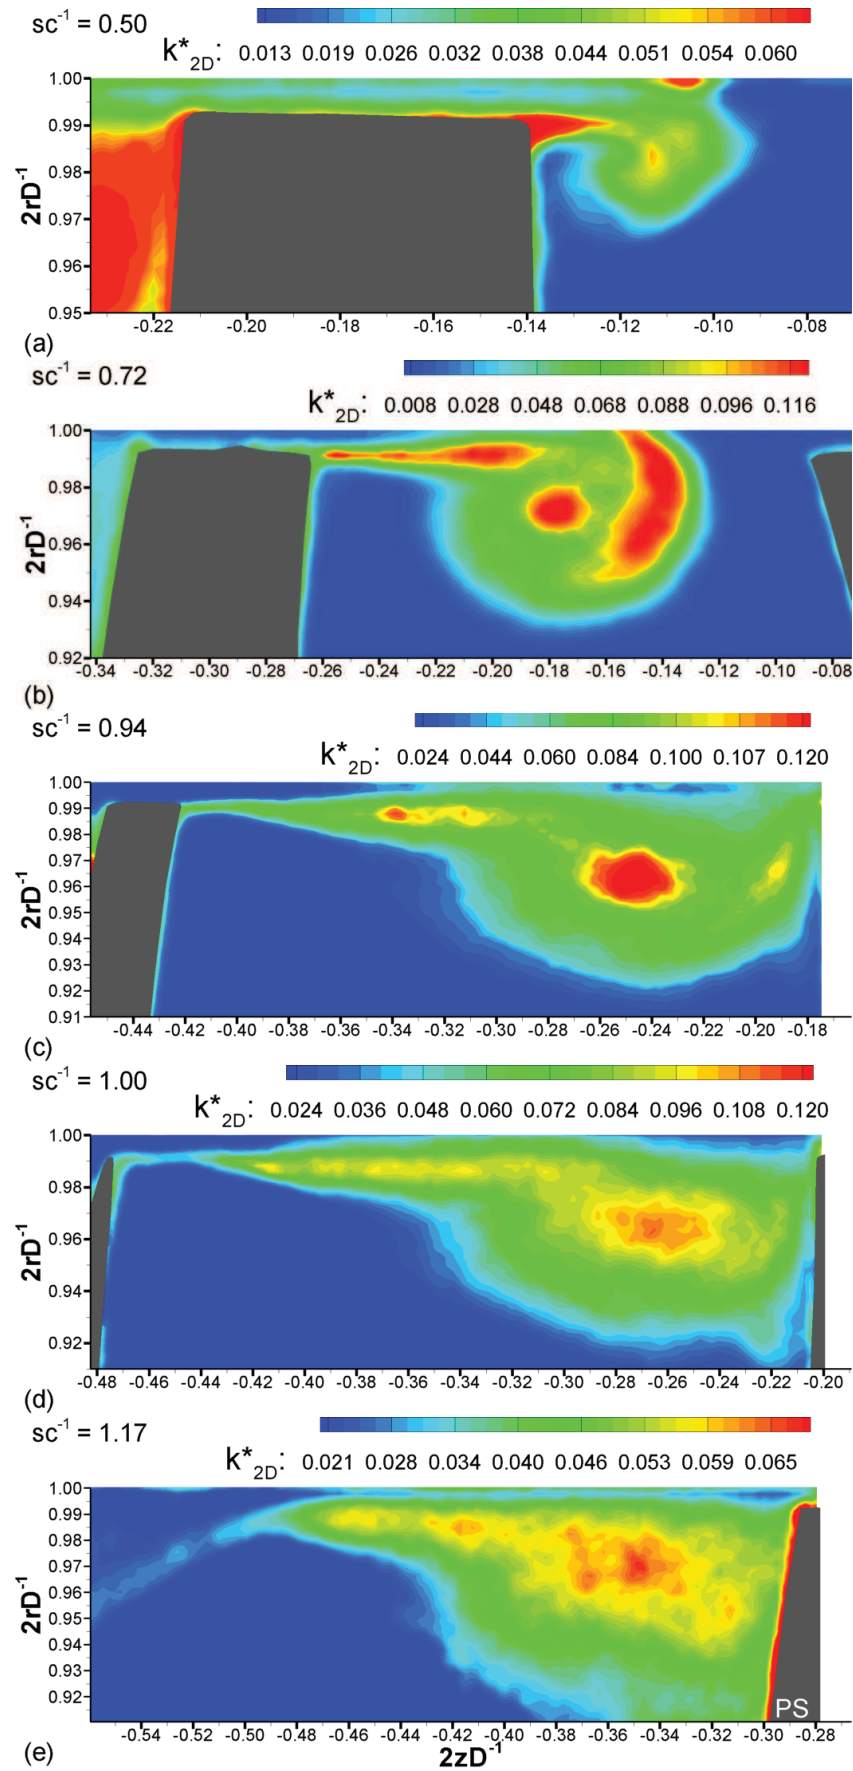 sc⁻¹ = 0.50
k*2D: 0.013 0.019 0.026 0.032 0.038 0.044 0.051 0.054 0.060
1.00
0.99
0.98
0.97
0.96
0.95
2rD⁻¹
-0.22 -0.20 -0.18 -0.16 -0.14 -0.12 -0.10 -0.08
(a)
sc⁻¹ = 0.72
k*2D: 0.008 0.028 0.048 0.068 0.088 0.096 0.116
1.00
0.98
0.96
0.94
0.92
2rD⁻¹
-0.34 -0.32 -0.30 -0.28 -0.26 -0.24 -0.22 -0.20 -0.18 -0.16 -0.14 -0.12 -0.10 -0.08
(b)
sc⁻¹ = 0.94
k*2D: 0.024 0.044 0.060 0.084 0.100 0.107 0.120
1.00
0.99
0.98
0.97
0.96
0.95
0.94
0.93
0.92
0.91
2rD⁻¹
-0.44 -0.42 -0.40 -0.38 -0.36 -0.34 -0.32 -0.30 -0.28 -0.26 -0.24 -0.22 -0.20 -0.18
(c)
sc⁻¹ = 1.00
k*2D: 0.024 0.036 0.048 0.060 0.072 0.084 0.096 0.108 0.120
1.00
0.98
0.96
0.94
0.92
2rD⁻¹
-0.48 -0.46 -0.44 -0.42 -0.40 -0.38 -0.36 -0.34 -0.32 -0.30 -0.28 -0.26 -0.24 -0.22 -0.20
(d)
sc⁻¹ = 1.17
k*2D: 0.021 0.028 0.034 0.040 0.046 0.053 0.059 0.065
1.00
0.99
0.98
0.97
0.96
0.95
0.94
0.93
0.92
2rD⁻¹
PS
-0.54 -0.52 -0.50 -0.48 -0.46 -0.44 -0.42 -0.40 -0.38 -0.36 -0.34 -0.32 -0.30 -0.28
(e)
2zD⁻¹